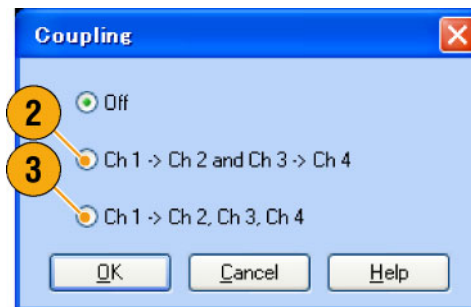 Coupling
Off
2
Ch 1 -> Ch 2 and Ch 3 -> Ch 4
3
Ch 1 -> Ch 2, Ch 3, Ch 4
OK Cancel Help